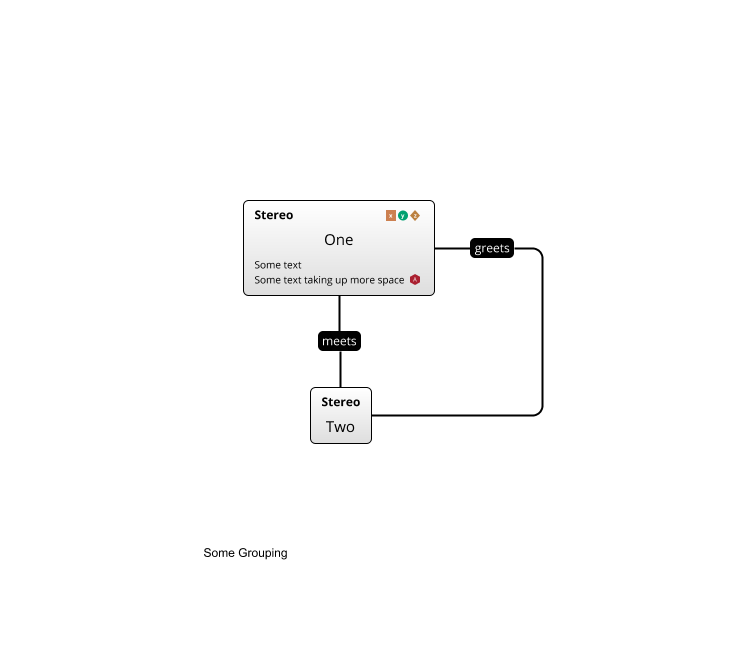 Stereo x y z
One
Some text
Some text taking up more space A
greets
meets
Stereo
Two
Some Grouping